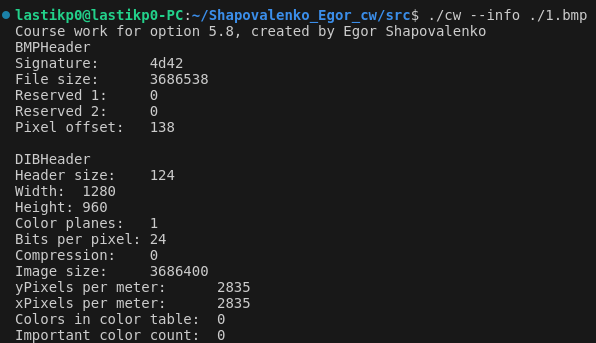 lastikp0@lastikp0-PC:~/Shapovalenko_Egor_cw/src$ ./cw --info ./1.bmp
Course work for option 5.8, created by Egor Shapovalenko
BMPHeader
Signature:      4d42
File size:      3686538
Reserved 1:     0
Reserved 2:     0
Pixel offset:   138

DIBHeader
Header size:    124
Width:  1280
Height: 960
Color planes:   1
Bits per pixel: 24
Compression:    0
Image size:     3686400
yPixels per meter:      2835
xPixels per meter:      2835
Colors in color table:  0
Important color count:  0